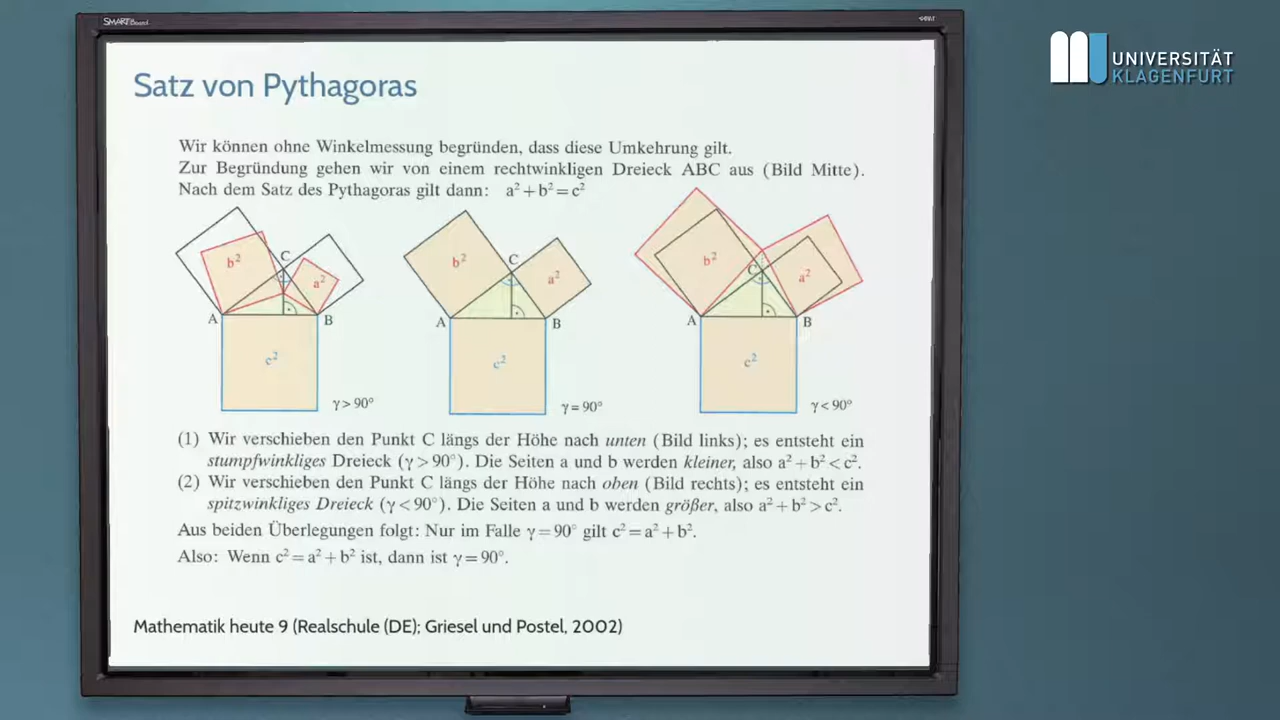 SMART Board
UNIVERSITÄT
KLAGENFURT
Satz von Pythagoras
Wir können ohne Winkelmessung begründen, dass diese Umkehrung gilt.
Zur Begründung gehen wir von einem rechtwinkligen Dreieck ABC aus (Bild Mitte).
Nach dem Satz des Pythagoras gilt dann: a²+b²=c²
b² C a² A B c² γ>90°
b² C a² A B c² γ=90°
b² C a² A B c² γ<90°
(1) Wir verschieben den Punkt C längs der Höhe nach unten (Bild links); es entsteht ein
stumpfwinkliges Dreieck (γ>90°). Die Seiten a und b werden kleiner, also a²+b²<c².
(2) Wir verschieben den Punkt C längs der Höhe nach oben (Bild rechts); es entsteht ein
spitzwinkliges Dreieck (γ<90°). Die Seiten a und b werden größer, also a²+b²>c².
Aus beiden Überlegungen folgt: Nur im Falle γ=90° gilt c²=a²+b².
Also: Wenn c²=a²+b² ist, dann ist γ=90°.
Mathematik heute 9 (Realschule (DE); Griesel und Postel, 2002)